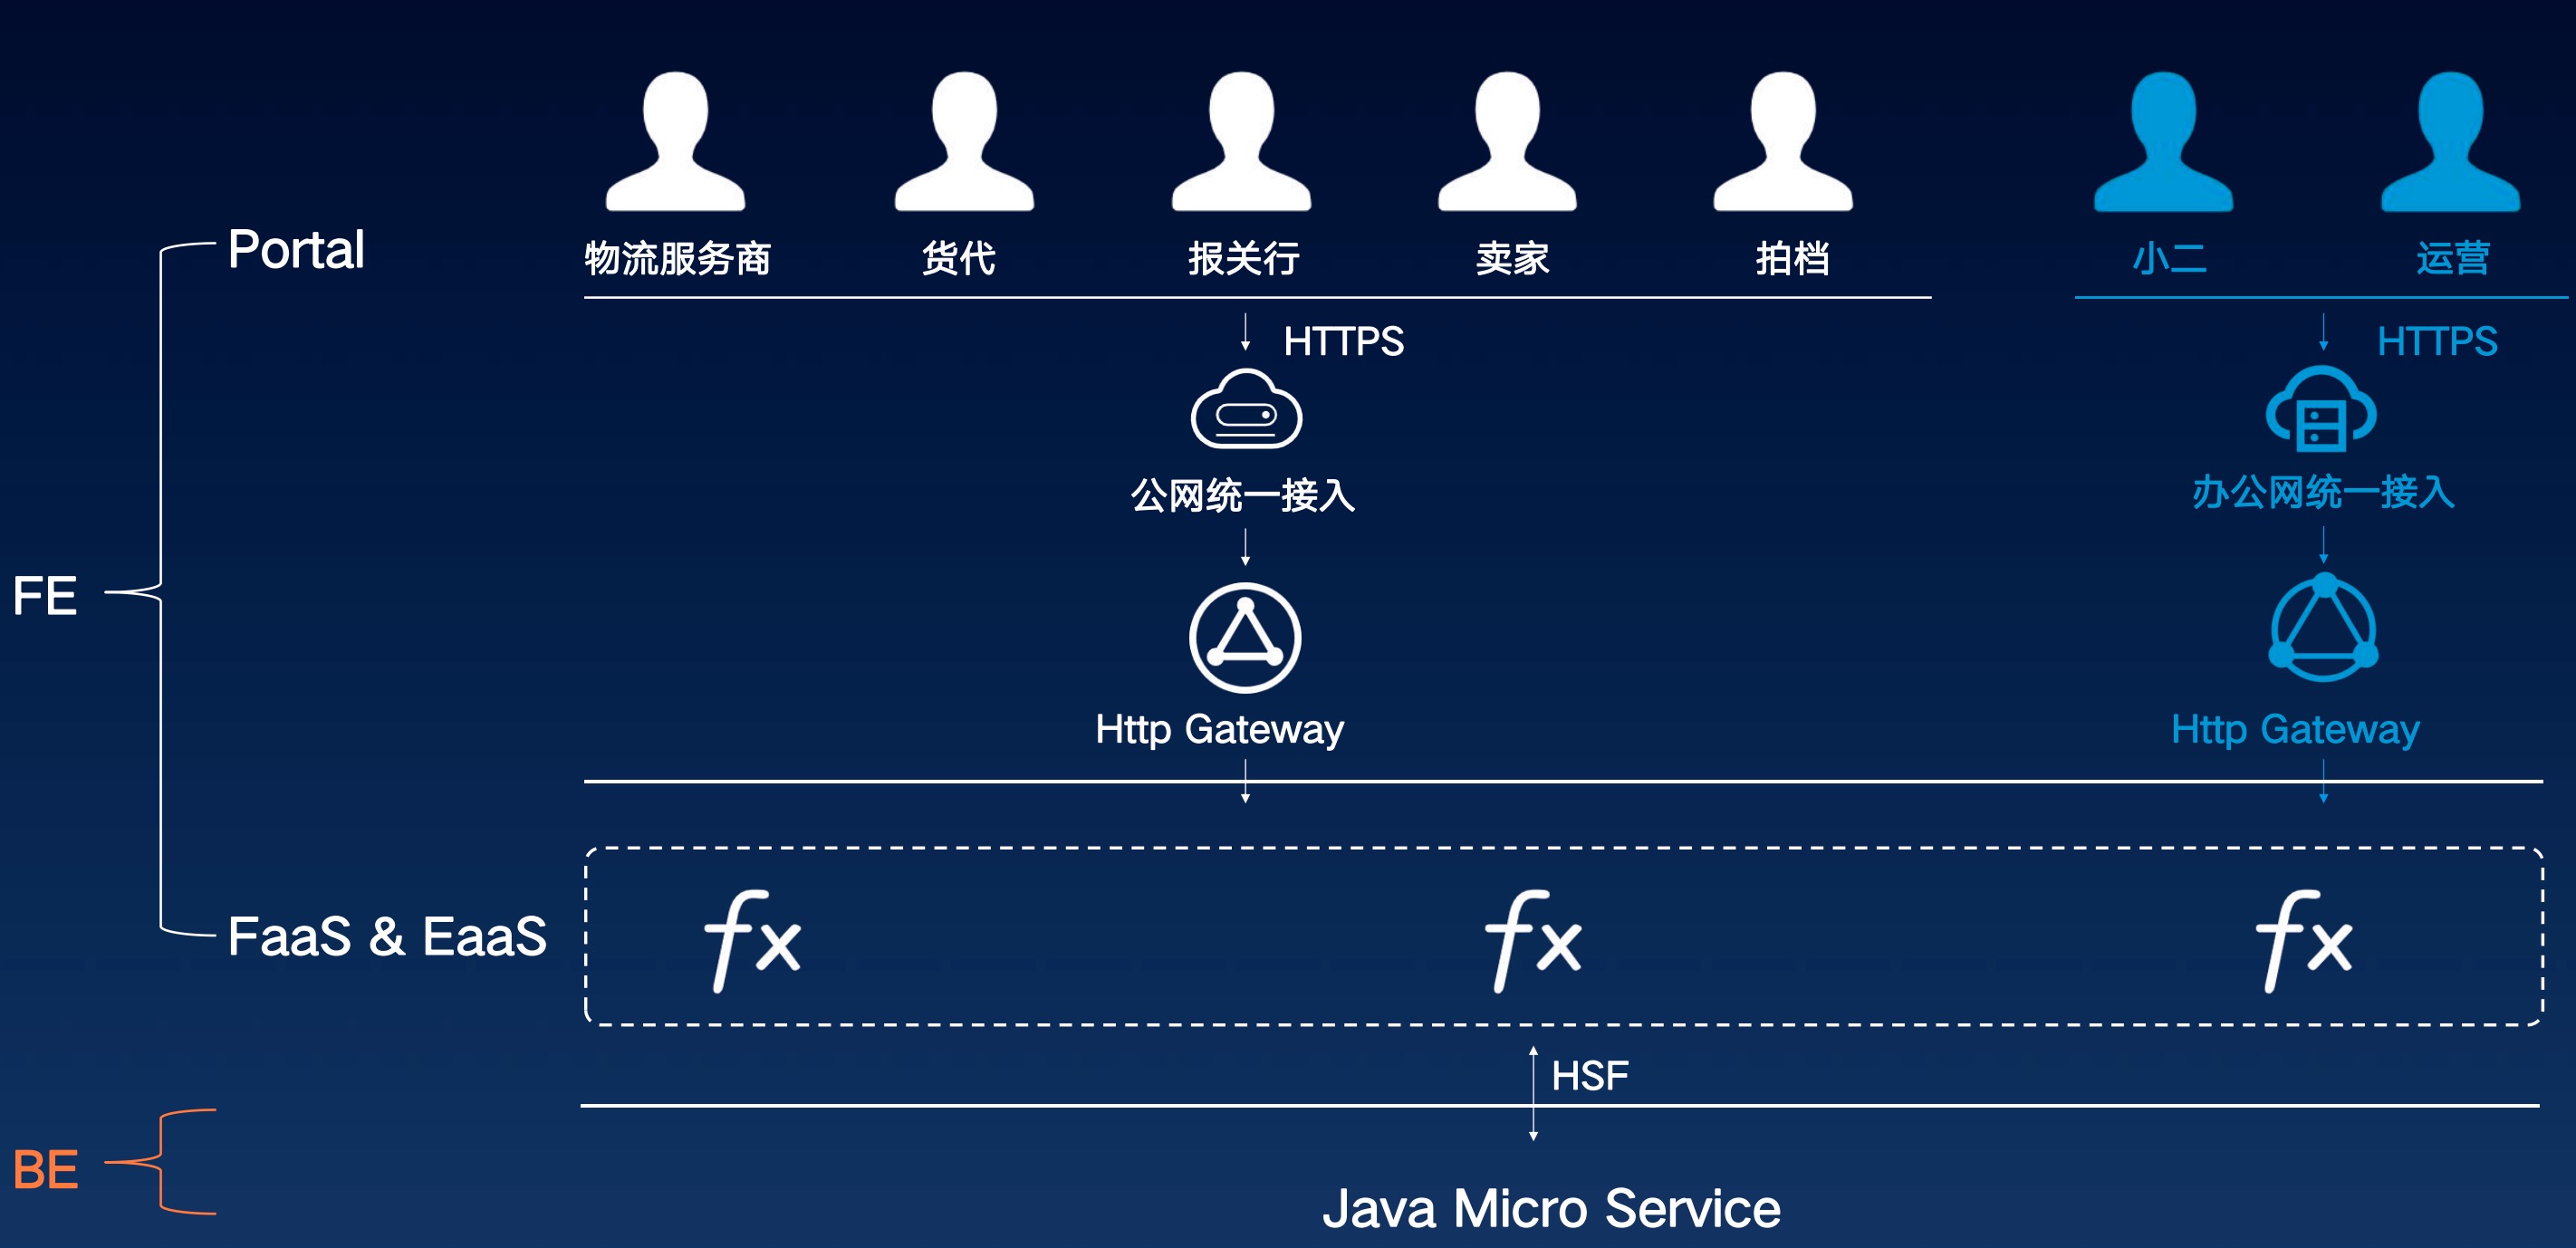 Portal
物流服务商
货代
报关行
卖家
拍档
小二
运营
HTTPS
HTTPS
公网统一接入
办公网统一接入
FE
Http Gateway
Http Gateway
FaaS & EaaS
fx
fx
fx
HSF
BE
Java Micro Service